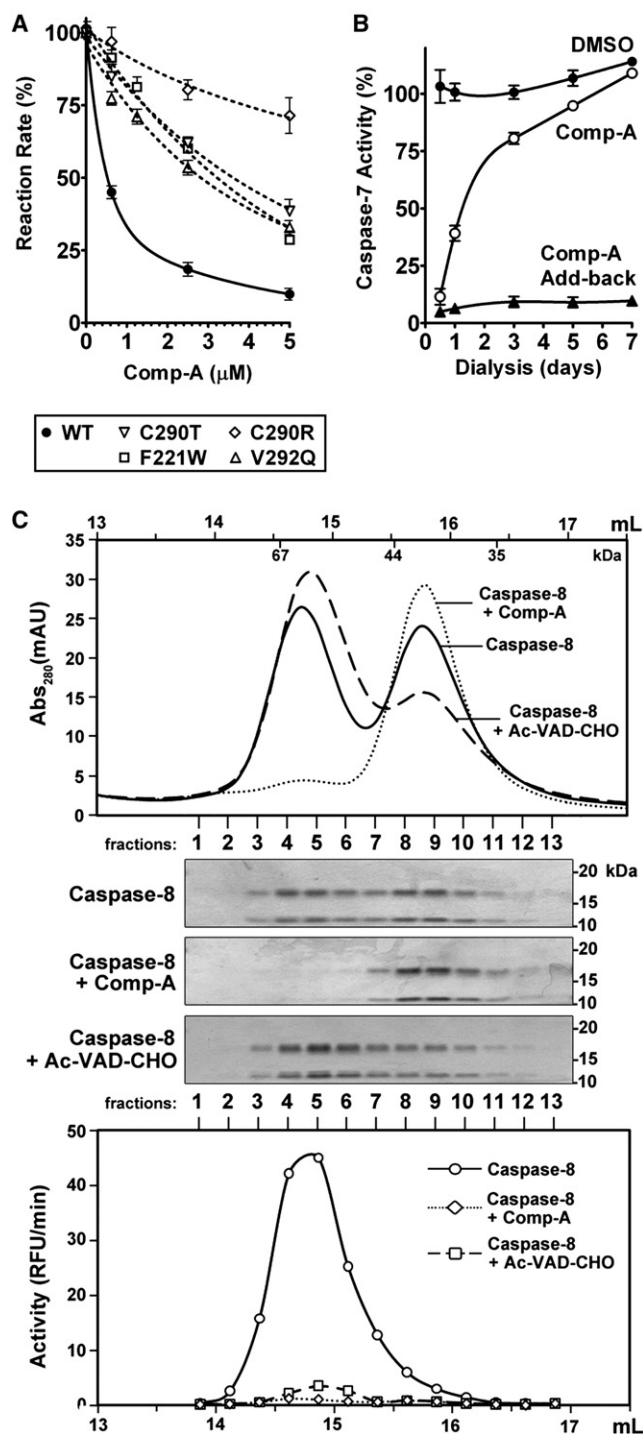 A
Reaction Rate (%)
100
75
50
25
0
0 1 2 3 4 5
Comp-A (μM)
B
Caspase-7 Activity (%)
100
75
50
25
0
DMSO
Comp-A
Comp-A
Add-back
0 1 2 3 4 5 6 7
Dialysis (days)
WT C290T C290R
F221W V292Q
C
13 14 15 16 17 mL
67 44 35 kDa
Abs280(mAU)
35
30
25
20
15
10
5
0
Caspase-8
+ Comp-A
Caspase-8
Caspase-8
+ Ac-VAD-CHO
fractions: 1 2 3 4 5 6 7 8 9 10 11 12 13
Caspase-8
20 kDa
15
10
Caspase-8
+ Comp-A
20
15
10
Caspase-8
+ Ac-VAD-CHO
20
15
10
fractions: 1 2 3 4 5 6 7 8 9 10 11 12 13
Activity (RFU/min)
50
40
30
20
10
0
Caspase-8
Caspase-8
+ Comp-A
Caspase-8
+ Ac-VAD-CHO
13 14 15 16 17 mL